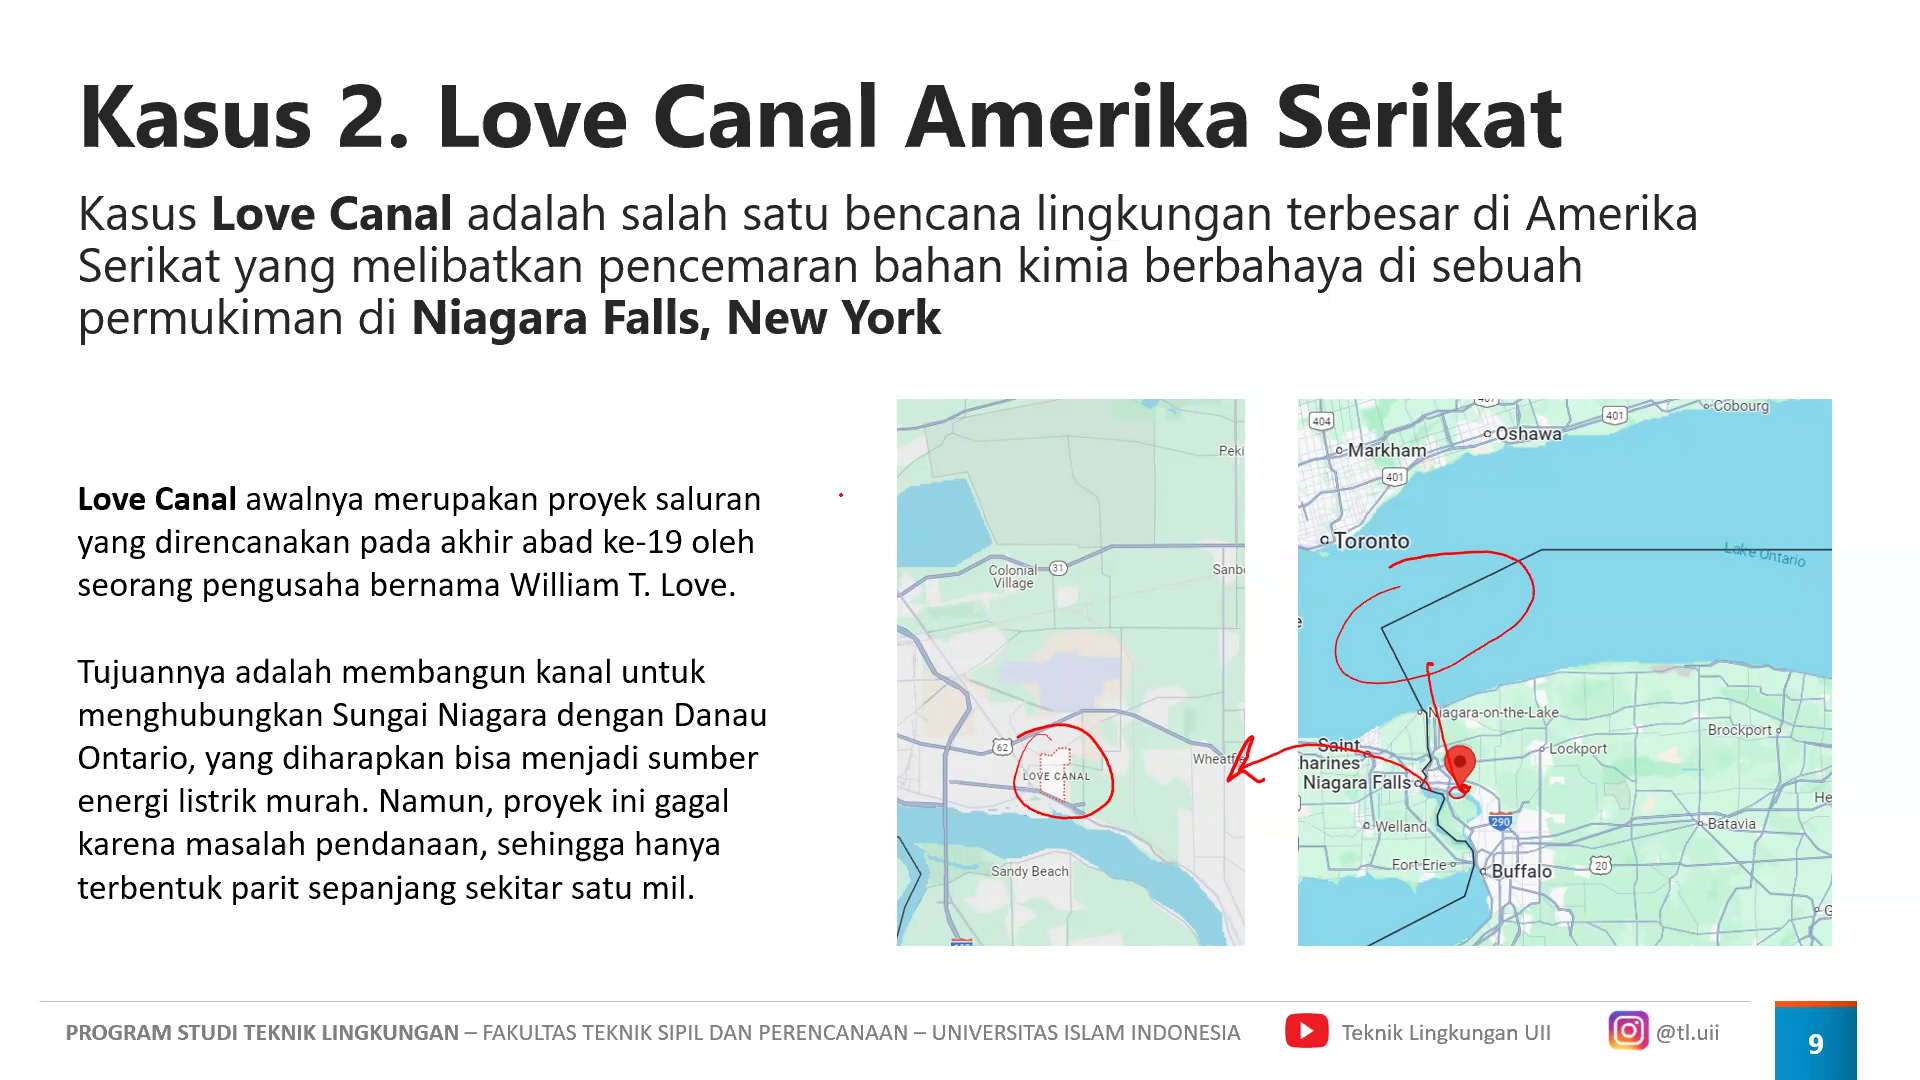 Kasus 2. Love Canal Amerika Serikat
Kasus Love Canal adalah salah satu bencana lingkungan terbesar di Amerika
Serikat yang melibatkan pencemaran bahan kimia berbahaya di sebuah
permukiman di Niagara Falls, New York
Love Canal awalnya merupakan proyek saluran
yang direncanakan pada akhir abad ke-19 oleh
seorang pengusaha bernama William T. Love.
Tujuannya adalah membangun kanal untuk
menghubungkan Sungai Niagara dengan Danau
Ontario, yang diharapkan bisa menjadi sumber
energi listrik murah. Namun, proyek ini gagal
karena masalah pendanaan, sehingga hanya
terbentuk parit sepanjang sekitar satu mil.
Peki
Colonial
Village
31
Sanb
62
LOVE CANAL
Wheatf
Sandy Beach
404
401
Cobourg
Oshawa
Markham
401
Toronto
Lake Ontario
Niagara-on-the-Lake
Brockport
Saint
harines
Lockport
Niagara Falls
He
290
Welland
Batavia
Fort Erie
Buffalo
20
G
PROGRAM STUDI TEKNIK LINGKUNGAN – FAKULTAS TEKNIK SIPIL DAN PERENCANAAN – UNIVERSITAS ISLAM INDONESIA
Teknik Lingkungan UII
@tl.uii
9